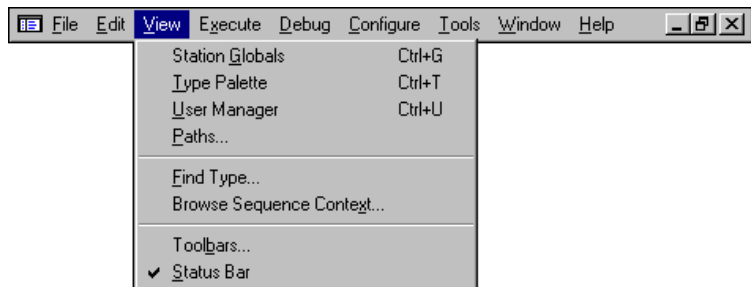 File Edit View Execute Debug Configure Tools Window Help
Station Globals Ctrl+G
Type Palette Ctrl+T
User Manager Ctrl+U
Paths...
Find Type...
Browse Sequence Context...
Toolbars...
Status Bar